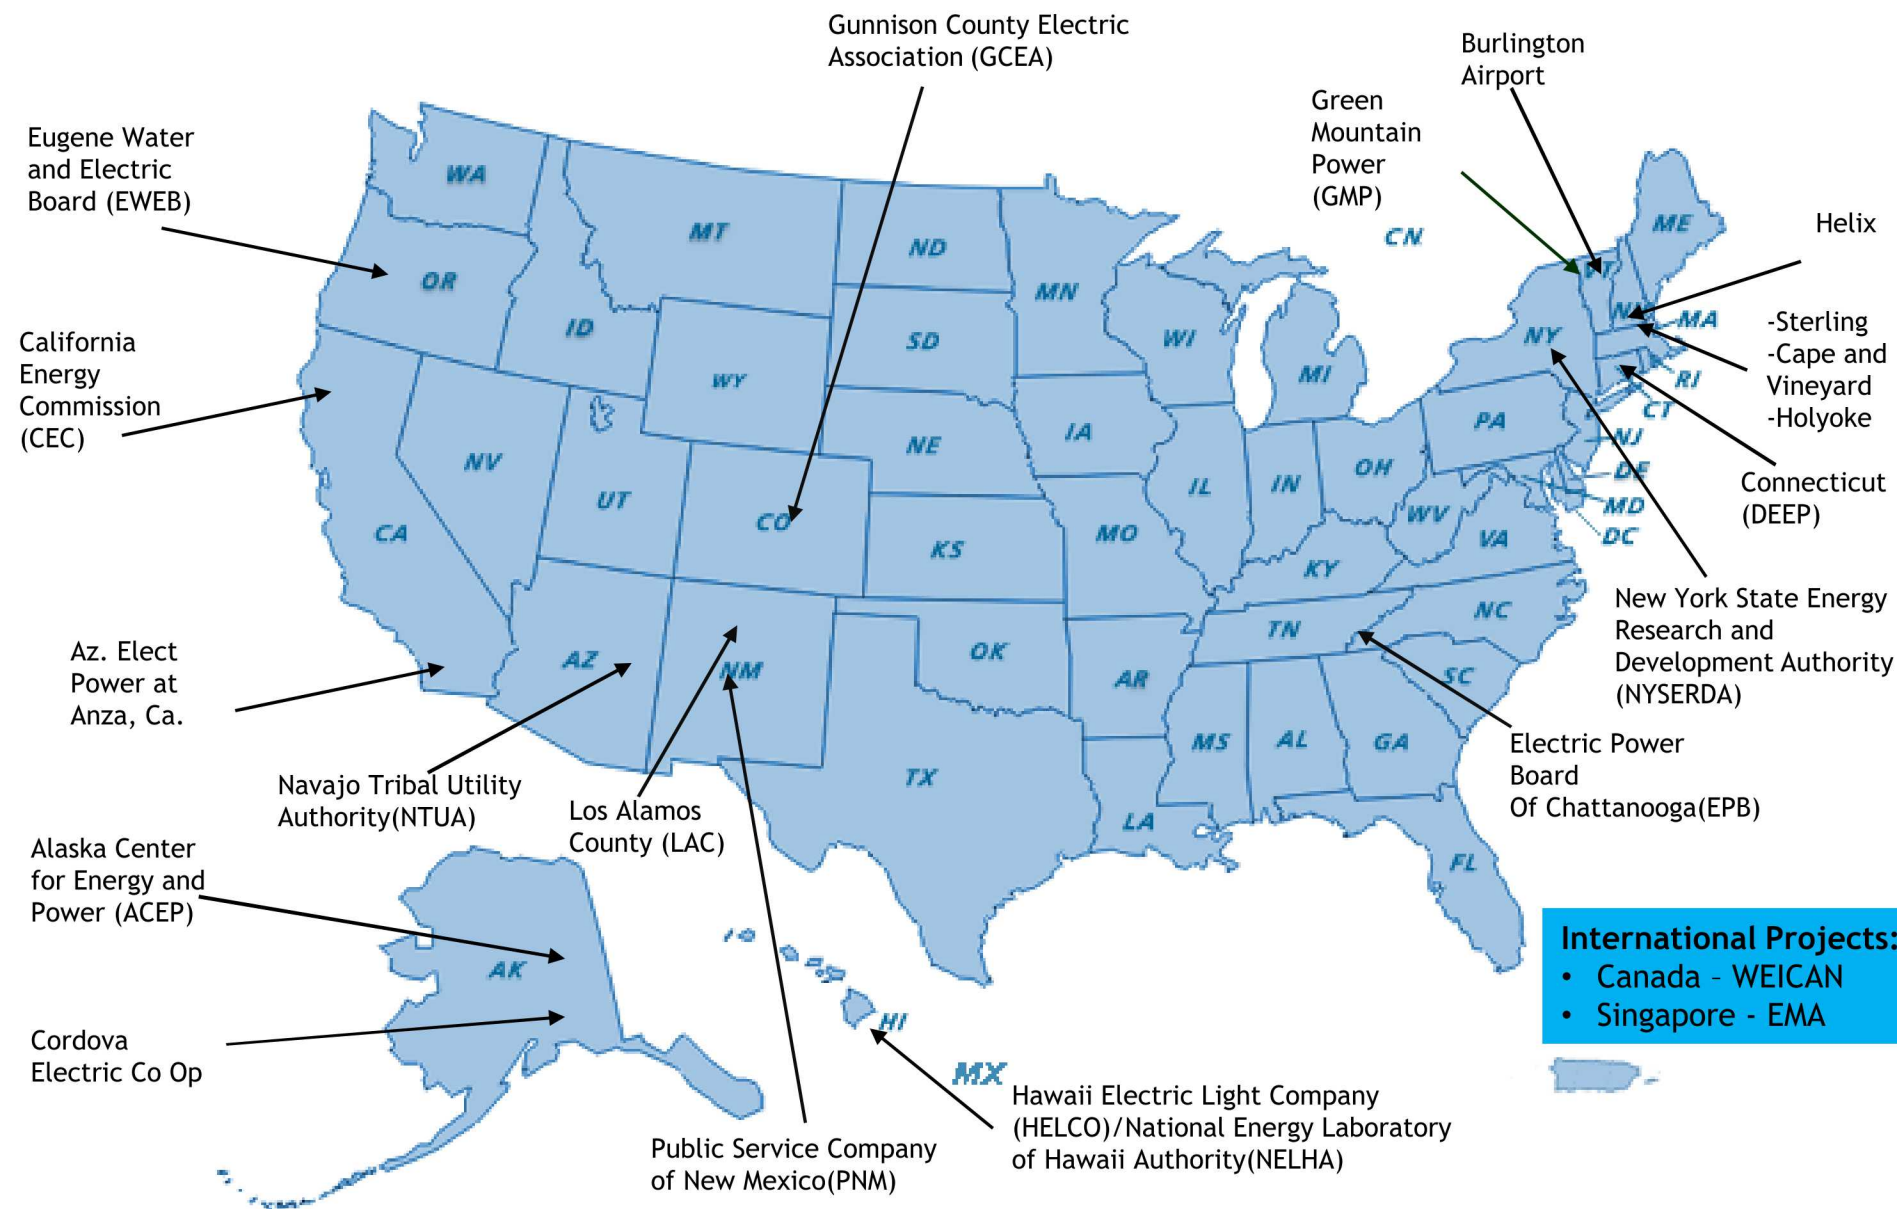 Gunnison County Electric
Association (GCEA)
Burlington
Airport
Green
Mountain
Power
(GMP)
Eugene Water
and Electric
Board (EWEB)
Helix
California
Energy
Commission
(CEC)
-Sterling
-Cape and
Vineyard
-Holyoke
Connecticut
(DEEP)
New York State Energy
Research and
Development Authority
(NYSERDA)
Az. Elect
Power at
Anza, Ca.
Electric Power
Board
Of Chattanooga(EPB)
Navajo Tribal Utility
Authority(NTUA)
Los Alamos
County (LAC)
Alaska Center
for Energy and
Power (ACEP)
Cordova
Electric Co Op
Public Service Company
of New Mexico(PNM)
Hawaii Electric Light Company
(HELCO)/National Energy Laboratory
of Hawaii Authority(NELHA)
International Projects:
• Canada – WEICAN
• Singapore - EMA
WA
MT
ND
MN
CN
ME
VT
OR
ID
SD
WI
MI
NY
MA
WY
RI
CT
NV
UT
CO
NE
IA
IL
IN
OH
PA
NJ
DE
MD
DC
WV
VA
CA
KS
MO
KY
NC
AZ
NM
OK
AR
TN
SC
TX
LA
MS
AL
GA
FL
AK
HI
MX